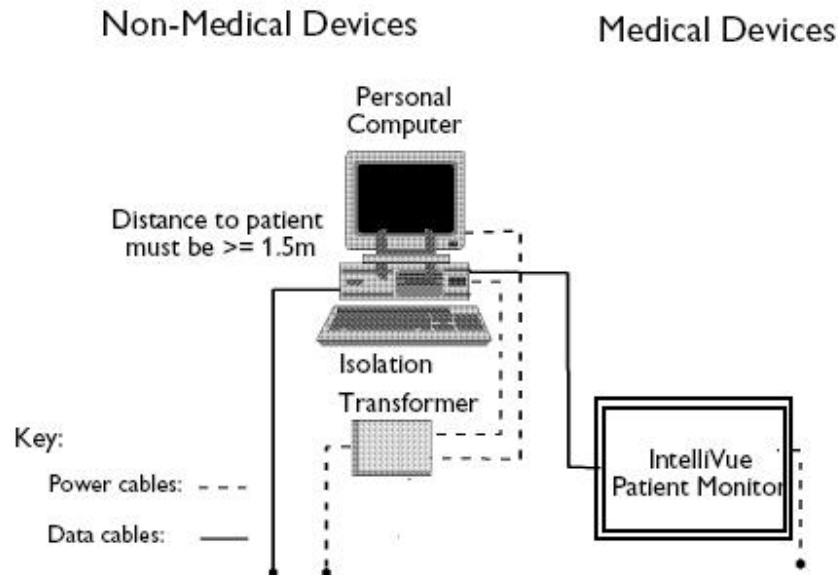 Non-Medical Devices
Medical Devices
Personal
Computer
Distance to patient
must be >= 1.5m
Isolation
Transformer
Key:
Power cables:
Data cables:
IntelliVue
Patient Monitor